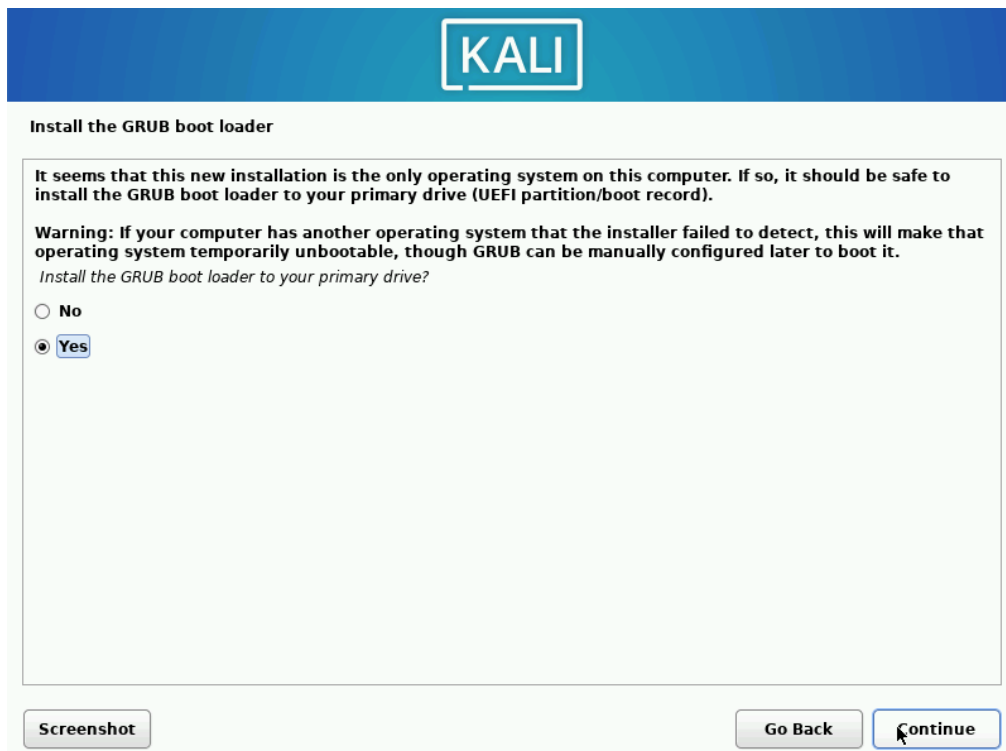 KALI
Install the GRUB boot loader
It seems that this new installation is the only operating system on this computer. If so, it should be safe to
install the GRUB boot loader to your primary drive (UEFI partition/boot record).
Warning: If your computer has another operating system that the installer failed to detect, this will make that
operating system temporarily unbootable, though GRUB can be manually configured later to boot it.
Install the GRUB boot loader to your primary drive?
No
Yes
Screenshot
Go Back
Continue